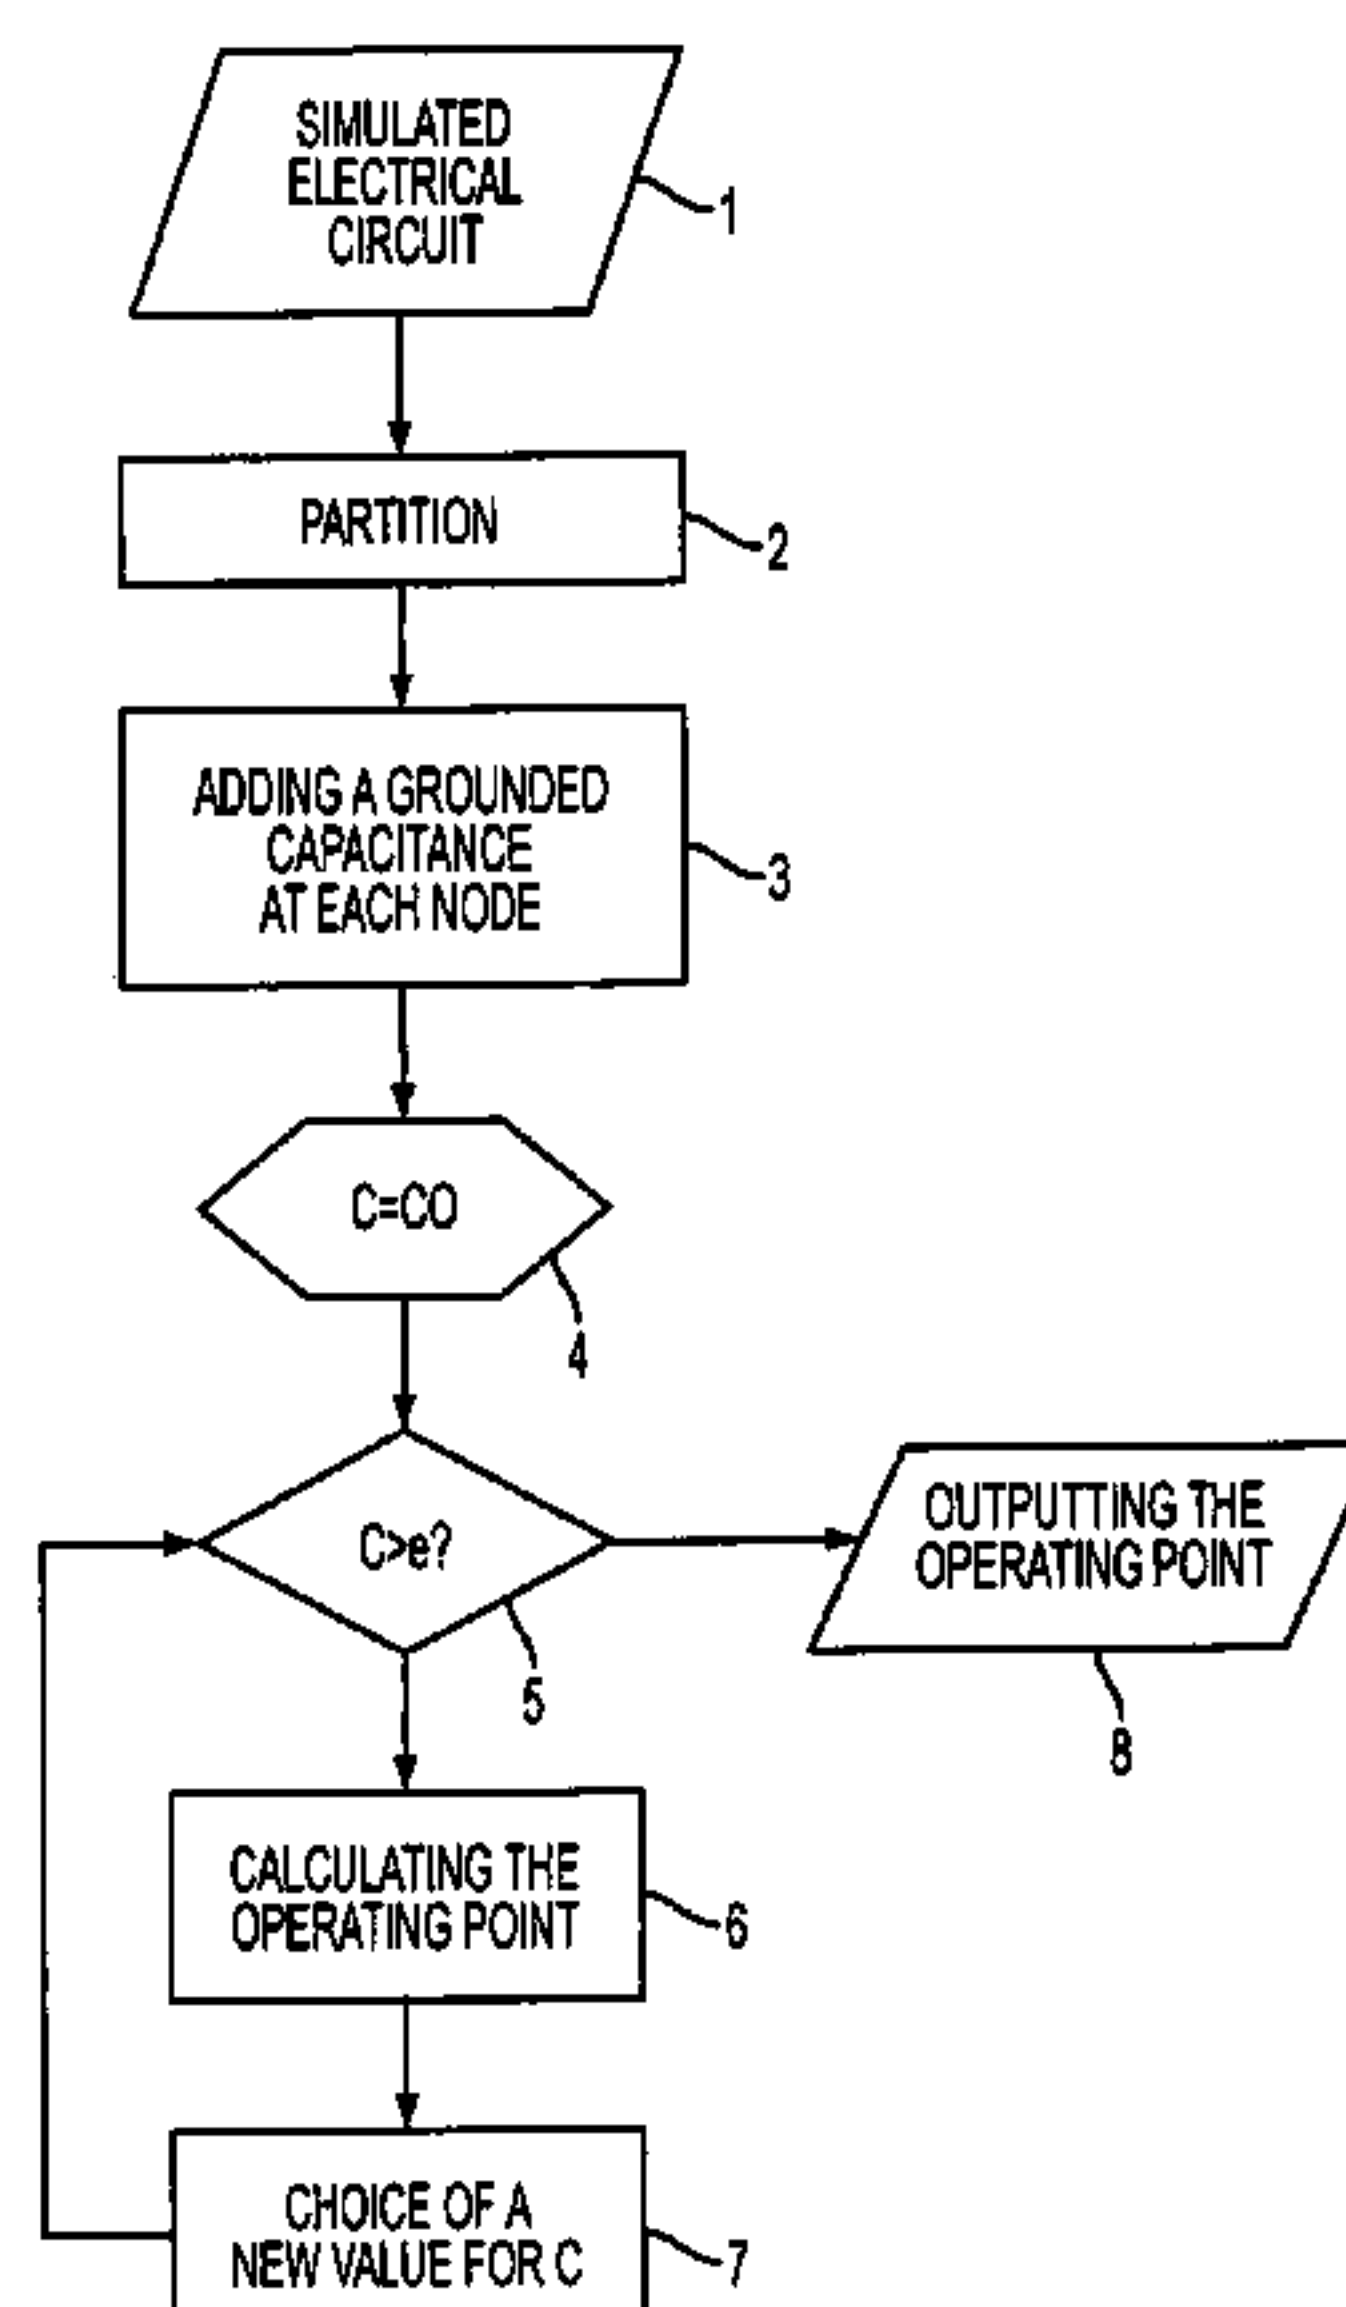 SIMULATED
ELECTRICAL
CIRCUIT
1
PARTITION
2
ADDING A GROUNDED
CAPACITANCE
AT EACH NODE
3
C=CO
4
C>e?
5
OUTPUTTING THE
OPERATING POINT
8
CALCULATING THE
OPERATING POINT
6
CHOICE OF A
NEW VALUE FOR C
7